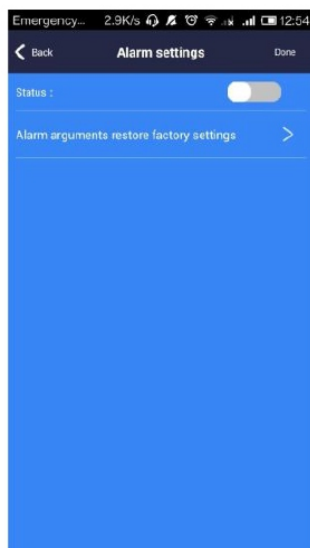 Emergency... 2.9K/s 12:54
Back Alarm settings Done
Status :
Alarm arguments restore factory settings